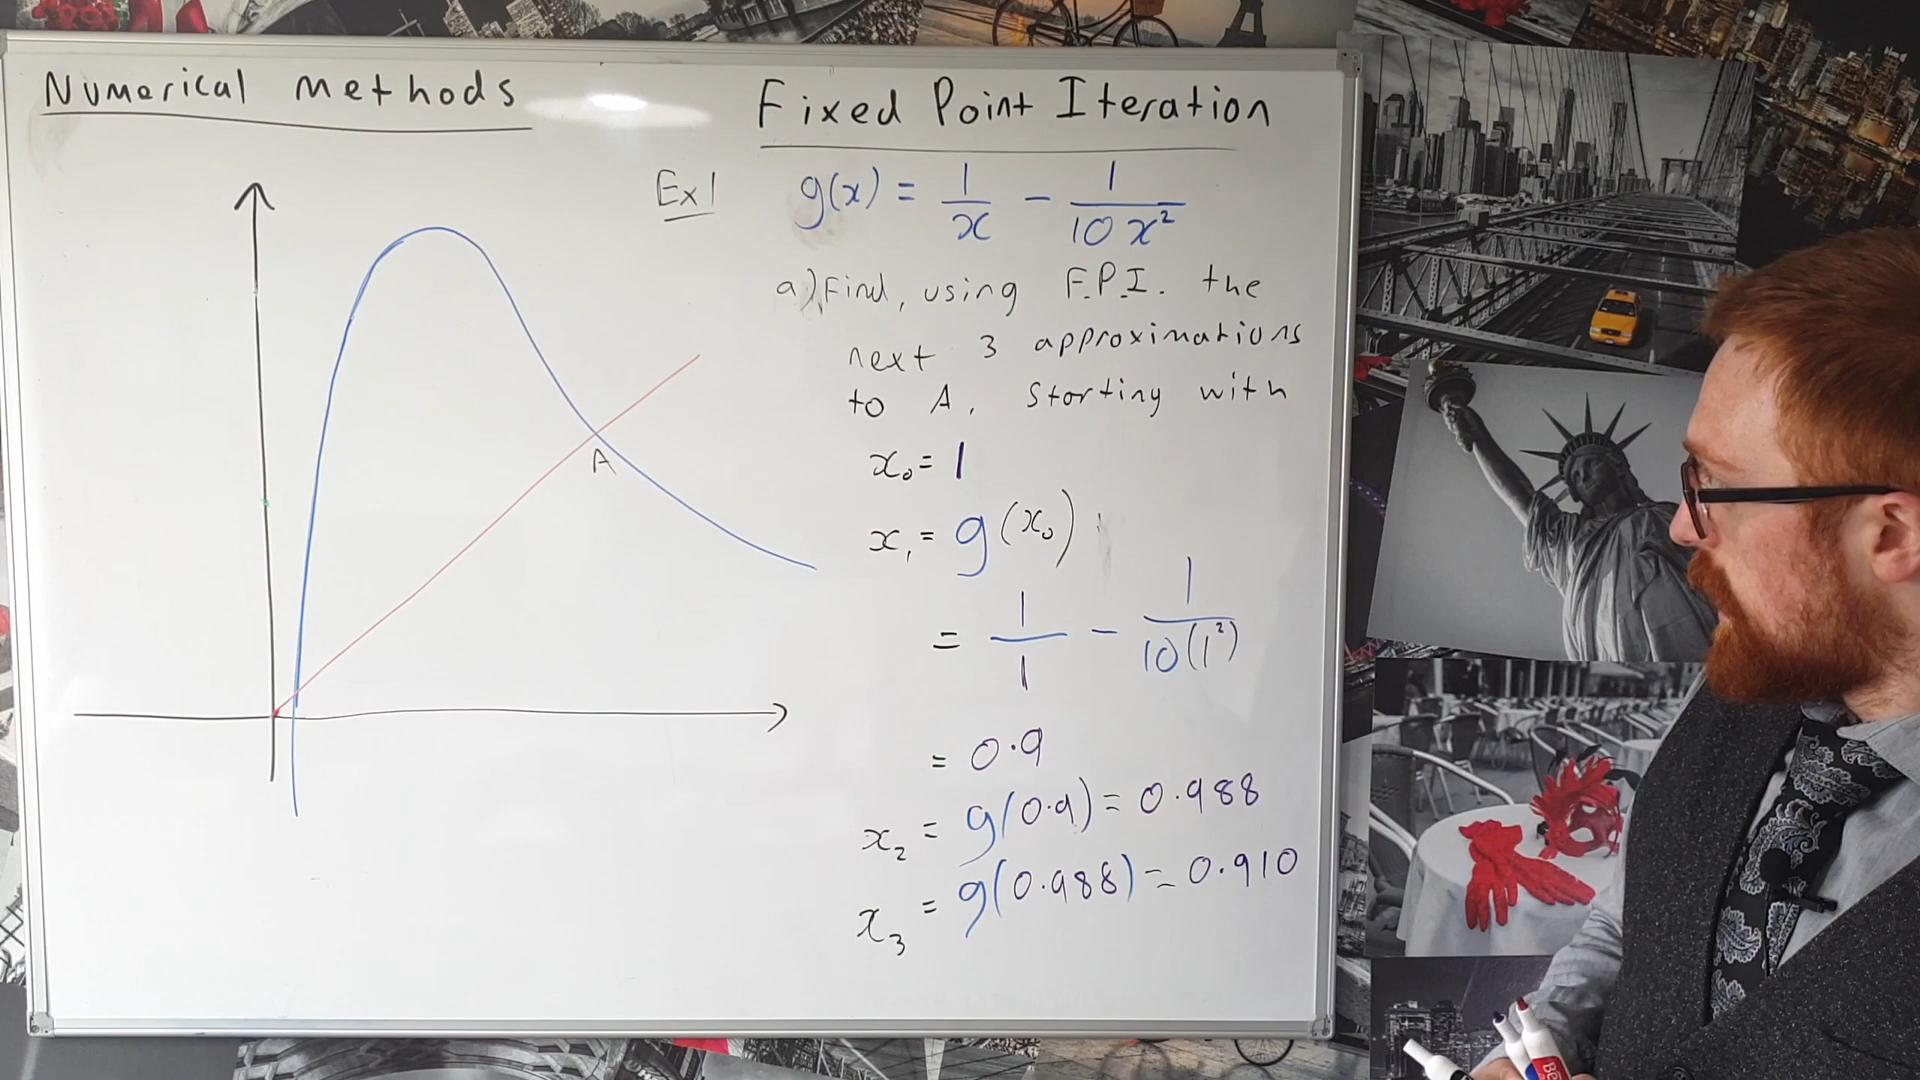 Numerical methods
Fixed Point Iteration
Ex1 g(x) = 1/x - 1/10x²
a) Find, using F.P.I. the
next 3 approximations
to A, Starting with
x₀ = 1
x₁ = g(x₀)
= 1/1 - 1/10(1²)
= 0.9
x₂ = g(0.9) = 0.988
x₃ = g(0.988) = 0.910
A